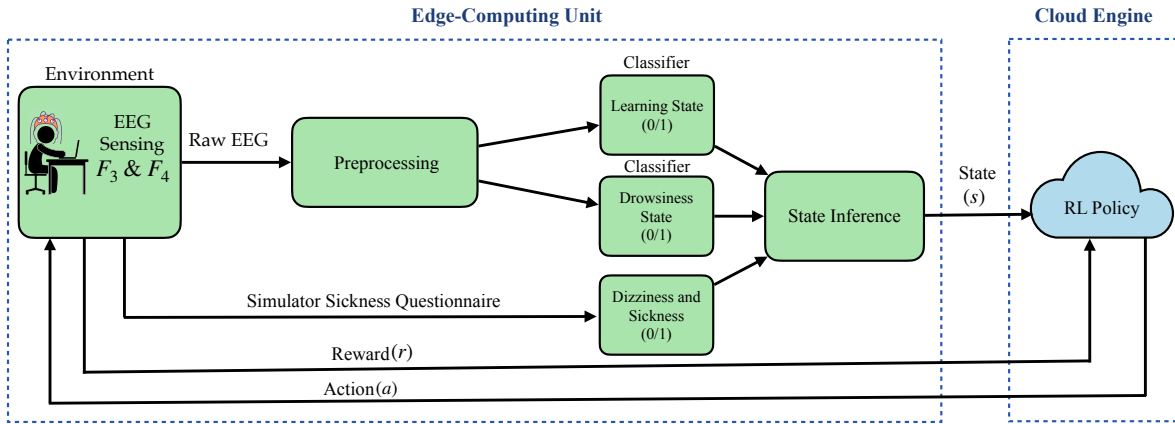 Edge-Computing Unit
Cloud Engine
Environment
EEG
Sensing
F3 & F4
Raw EEG
Preprocessing
Classifier
Learning State
(0/1)
Classifier
Drowsiness
State
(0/1)
State Inference
State
(s)
RL Policy
Simulator Sickness Questionnaire
Dizziness and
Sickness
(0/1)
Reward(r)
Action(a)